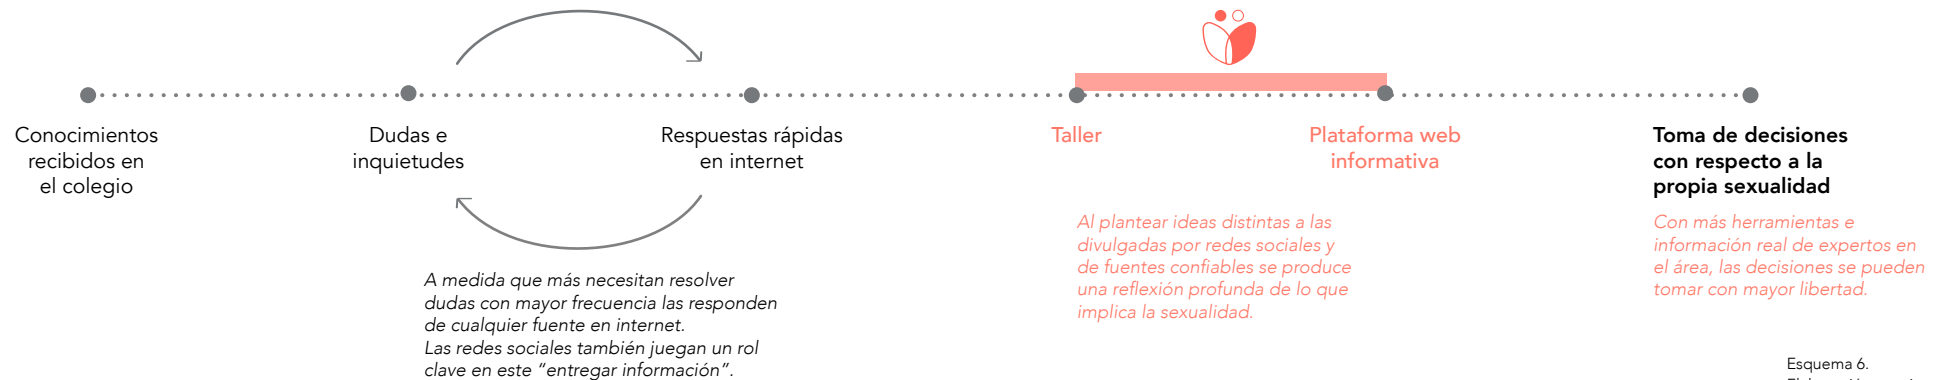 Conocimientos
recibidos en
el colegio
Dudas e
inquietudes
Respuestas rápidas
en internet
A medida que más necesitan resolver
dudas con mayor frecuencia las responden
de cualquier fuente en internet.
Las redes sociales también juegan un rol
clave en este “entregar información”.
Taller
Plataforma web
informativa
Al plantear ideas distintas a las
divulgadas por redes sociales y
de fuentes confiables se produce
una reflexión profunda de lo que
implica la sexualidad.
Toma de decisiones
con respecto a la
propia sexualidad
Con más herramientas e
información real de expertos en
el área, las decisiones se pueden
tomar con mayor libertad.
Esquema 6.